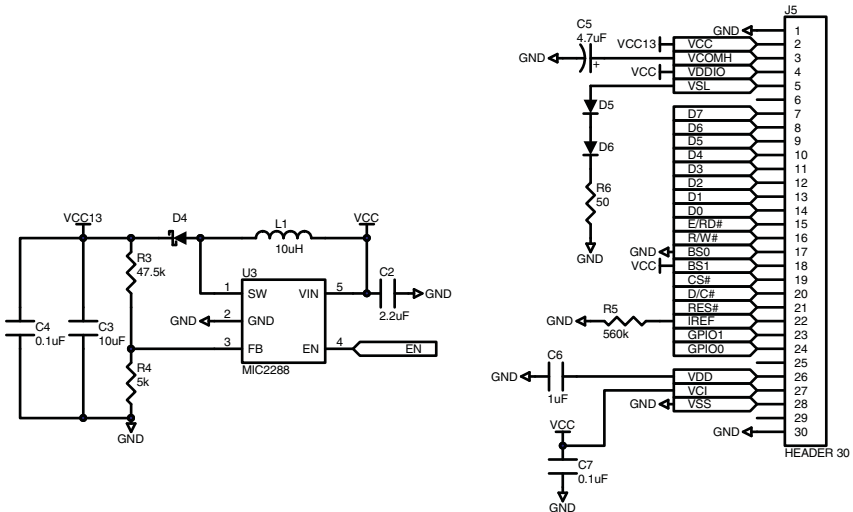 VCC13
D4
L1
10uH
VCC
R3
47.5k
U3
1 SW VIN 5
C2
2.2uF
GND
GND 2 GND
C4
0.1uF
C3
10uF
3 FB EN 4 EN
MIC2288
R4
5k
GND
C5
4.7uF
+
GND
D5
D6
R6
50
GND
R5
560k
GND
C6
1uF
GND
VCC
C7
0.1uF
GND
J5
GND 1
VCC13 VCC 2
VCOMH 3
VCC VDDIO 4
VSL 5
6
D7 7
D6 8
D5 9
D4 10
D3 11
D2 12
D1 13
D0 14
E/RD# 15
R/W# 16
GND BS0 17
VCC BS1 18
CS# 19
D/C# 20
RES# 21
IREF 22
GPIO1 23
GPIO0 24
25
VDD 26
VCI 27
GND VSS 28
29
GND 30
HEADER 30